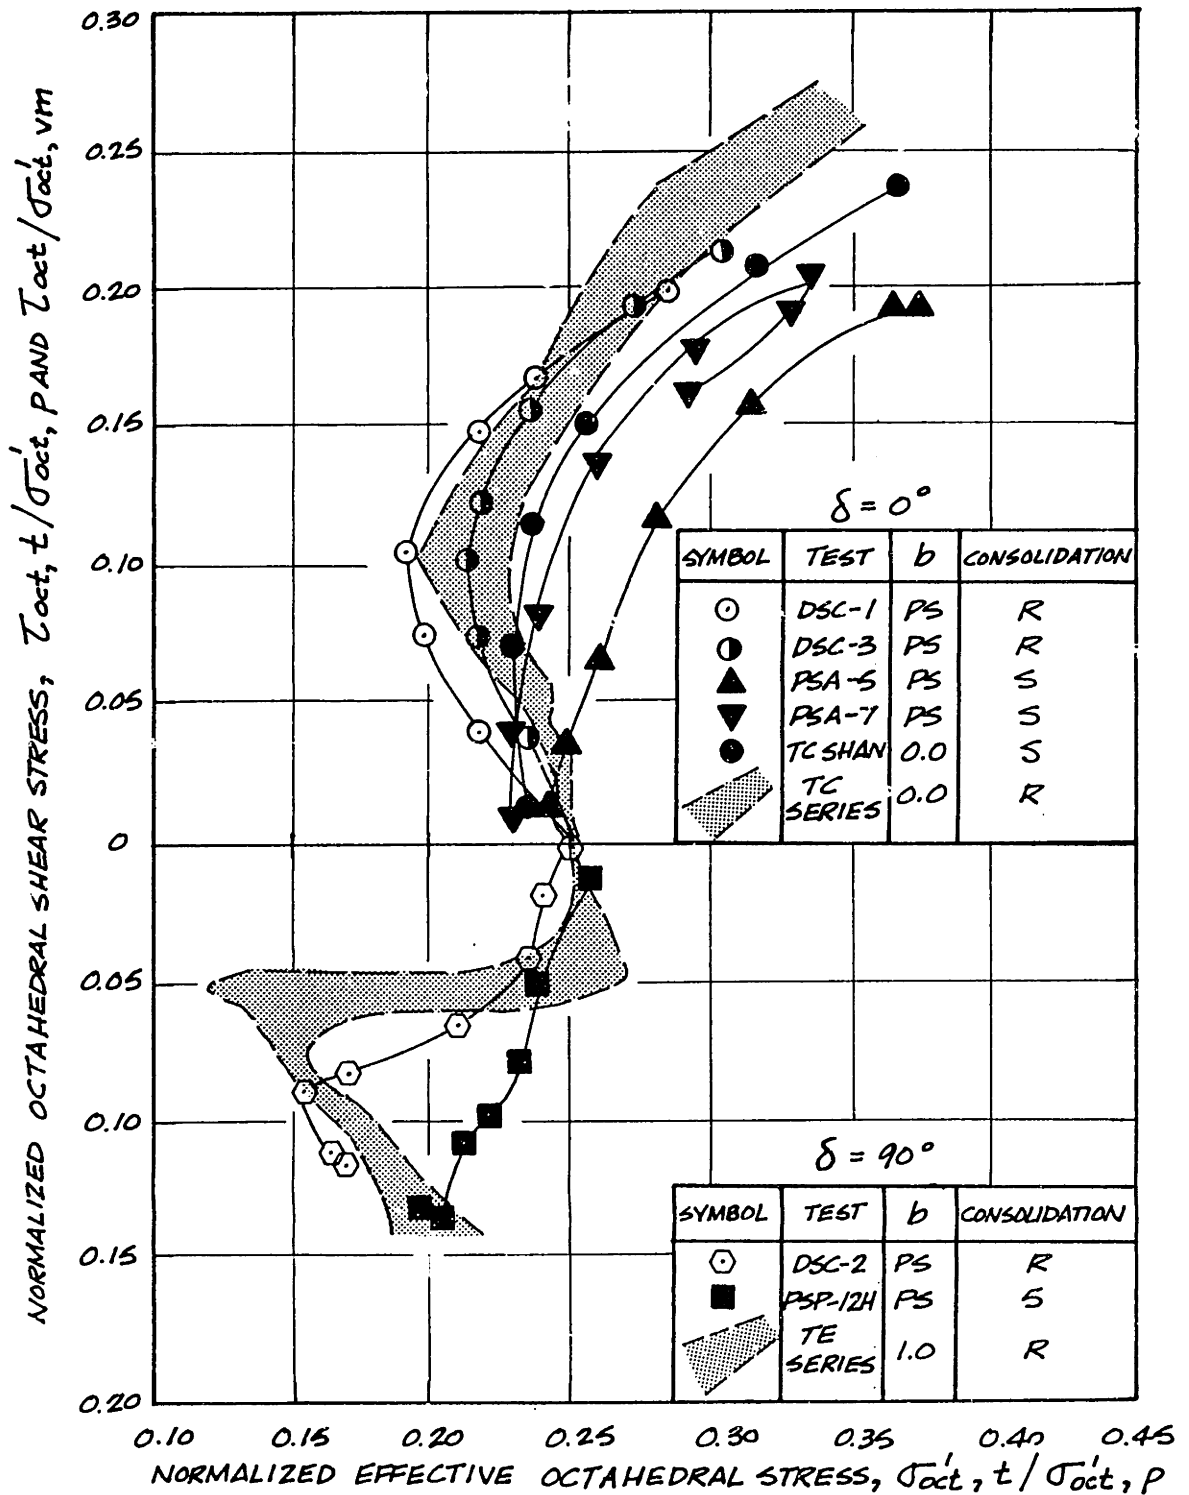 0.30
0.25
0.20
0.15
0.10
0.05
0
0.05
0.10
0.15
0.20
NORMALIZED OCTAHEDRAL SHEAR STRESS, τoct, t/σ'oct, P AND τoct/σ'oct, vm
δ = 0°
SYMBOL TEST b CONSOLIDATION
DSC-1 PS R
DSC-3 PS R
PSA-5 PS S
PSA-7 PS S
TC SHAN 0.0 S
TC SERIES 0.0 R
δ = 90°
SYMBOL TEST b CONSOLIDATION
DSC-2 PS R
PSP-12H PS S
TE SERIES 1.0 R
0.10 0.15 0.20 0.25 0.30 0.35 0.40 0.45
NORMALIZED EFFECTIVE OCTAHEDRAL STRESS, σ'oct, t / σ'oct, P